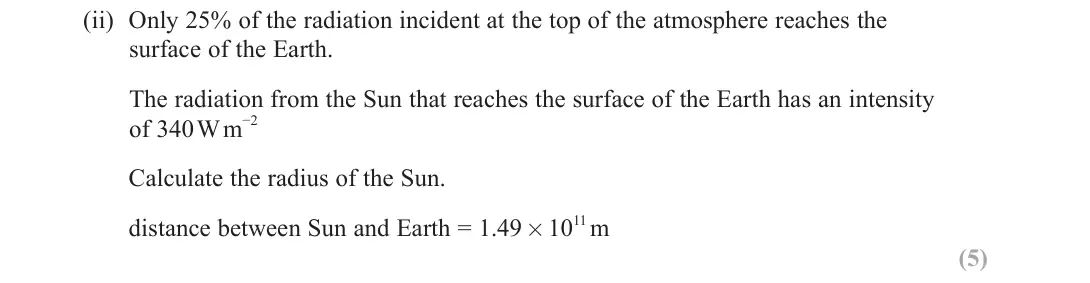 (ii) Only 25% of the radiation incident at the top of the atmosphere reaches the
surface of the Earth.
The radiation from the Sun that reaches the surface of the Earth has an intensity
of 340 W m⁻²
Calculate the radius of the Sun.
distance between Sun and Earth = 1.49 × 10¹¹ m
(5)